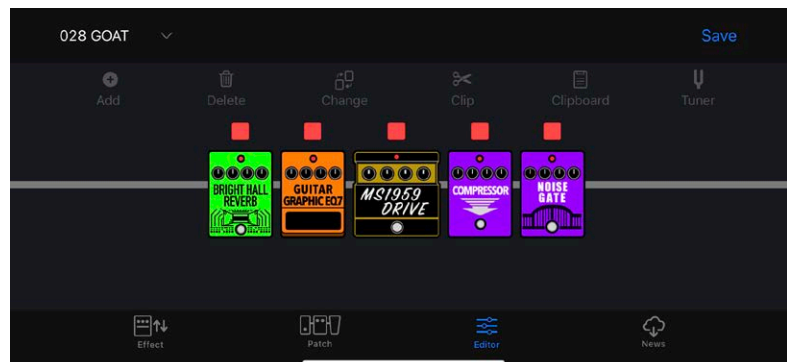 028 GOAT
Save
Add
Delete
Change
Clip
Clipboard
Tuner
BRIGHT HALL
REVERB
GUITAR
GRAPHIC EQ7
MS1959
DRIVE
COMPRESSOR
NOISE
GATE
Effect
Patch
Editor
News